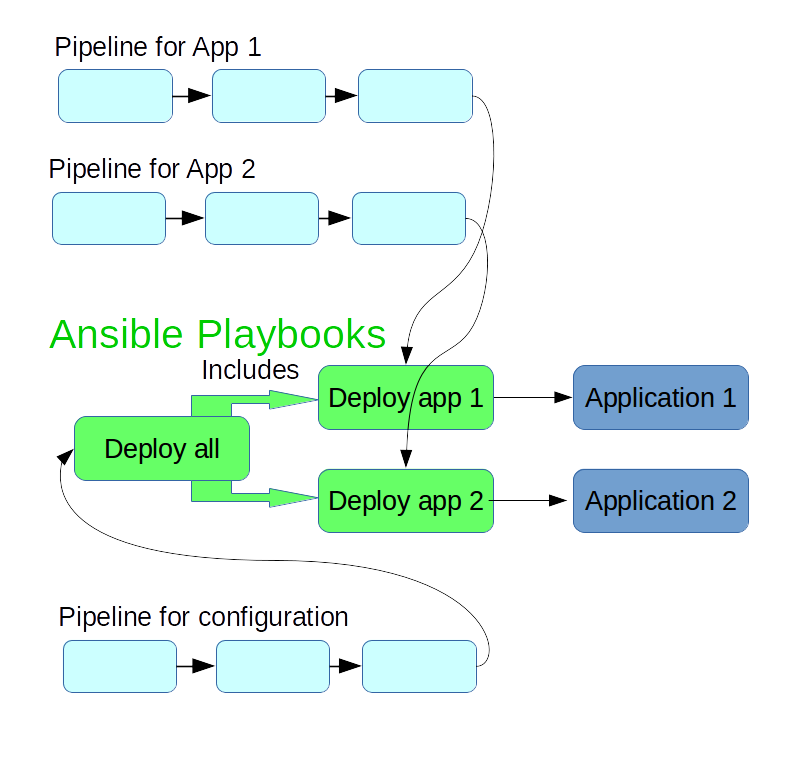 Pipeline for App 1
Pipeline for App 2
Ansible Playbooks
Includes
Deploy app 1
Application 1
Deploy all
Deploy app 2
Application 2
Pipeline for configuration